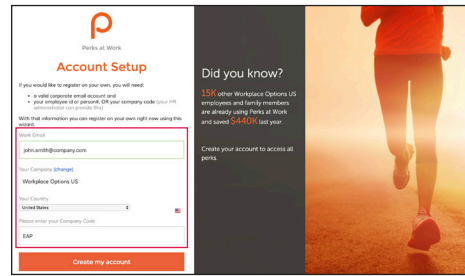 Perks at Work
Account Setup
If you would like to register on your own, you will need:
a valid corporate email account and
your employee id or person#, OR your company code (your HR
administrator can provide this)
With that information you can register on your own right now using this
wizard.
Work Email
john.smith@company.com
Your Company (change)
Workplace Options US
Your Country
United States
Please enter your Company Code
EAP
Create my account
Did you know?
15K other Workplace Options US
employees and family members
are already using Perks at Work
and saved $440K last year.
Create your account to access all
perks.